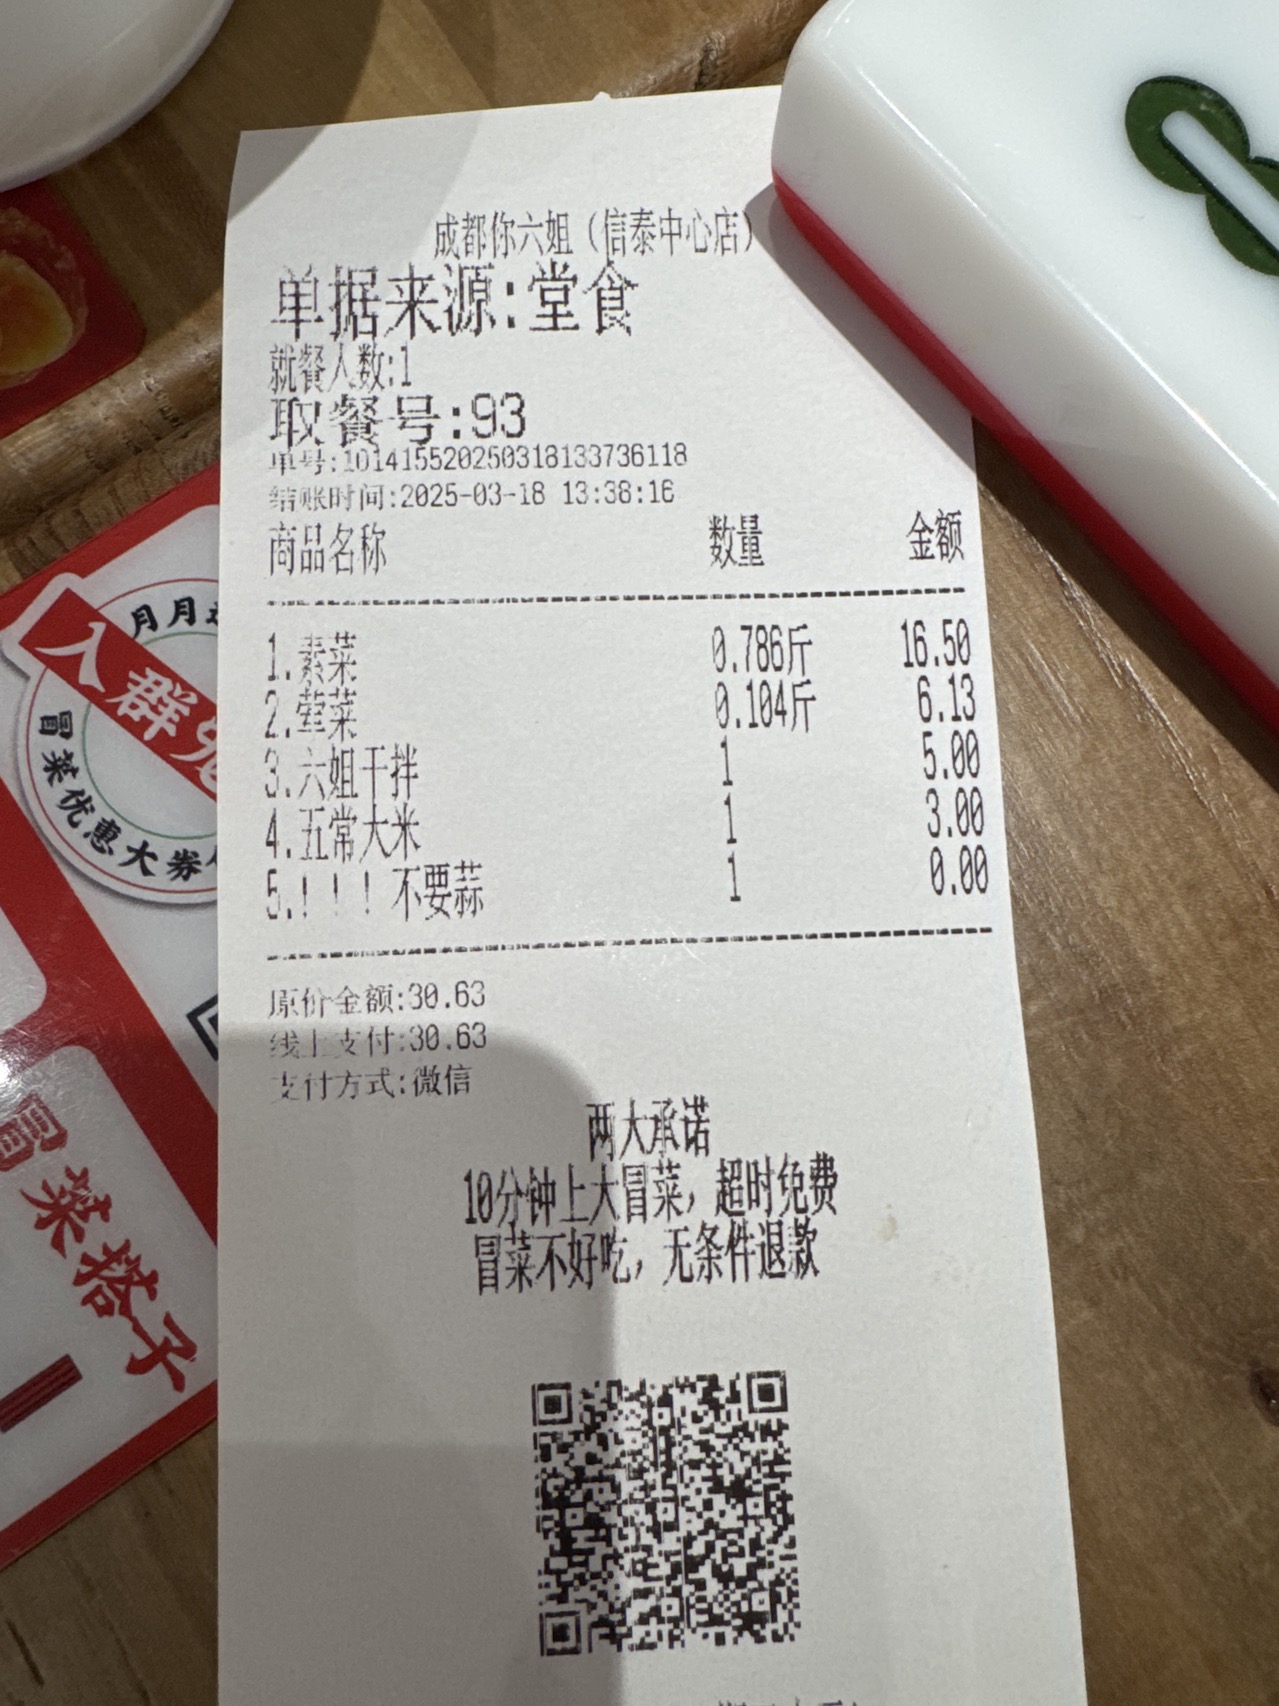 成都你六姐（信泰中心店）
单据来源:堂食
就餐人数:1
取餐号:93
单号:10141552025031813373​6118
结账时间:2025-03-18 13:38:16
商品名称 数量 金额
1.素菜 0.786斤 16.50
2.荤菜 0.104斤 6.13
3.六姐干拌 1 5.00
4.五常大米 1 3.00
5.！！！不要蒜 1 0.00
原价金额:30.63
线上支付:30.63
支付方式:微信
两大承诺
10分钟上大冒菜，超时免费
冒菜不好吃，无条件退款
月月
入群
冒菜优惠大券
冒菜搭子